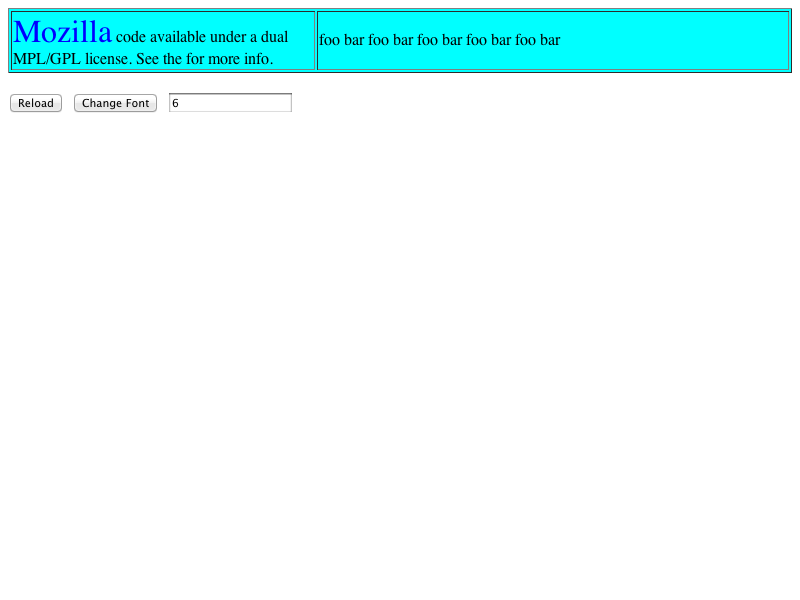 Mozilla code available under a dual
MPL/GPL license. See the for more info.
foo bar foo bar foo bar foo bar foo bar
Reload Change Font 6